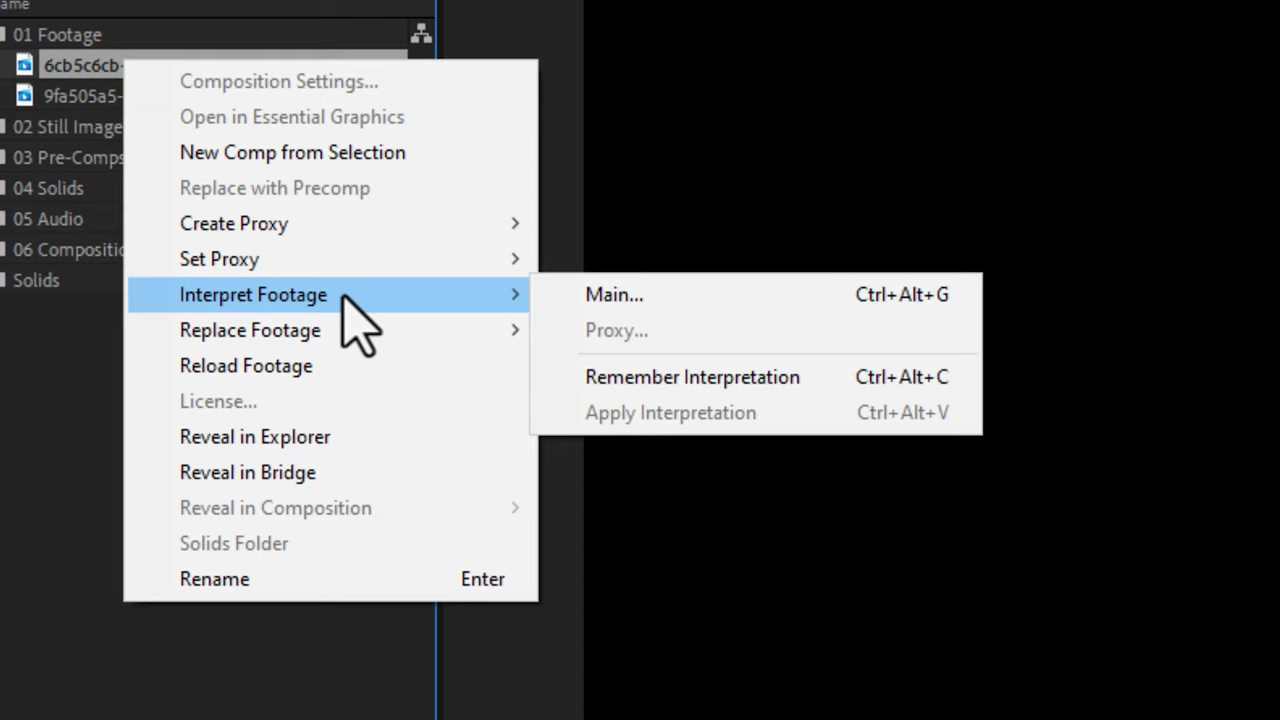 ame
01 Footage
6cb5c6cb-
9fa505a5-
02 Still Image
03 Pre-Comps
04 Solids
05 Audio
06 Compositio
Solids
Composition Settings...
Open in Essential Graphics
New Comp from Selection
Replace with Precomp
Create Proxy
Set Proxy
Interpret Footage
Replace Footage
Reload Footage
License...
Reveal in Explorer
Reveal in Bridge
Reveal in Composition
Solids Folder
Rename Enter
Main... Ctrl+Alt+G
Proxy...
Remember Interpretation Ctrl+Alt+C
Apply Interpretation Ctrl+Alt+V